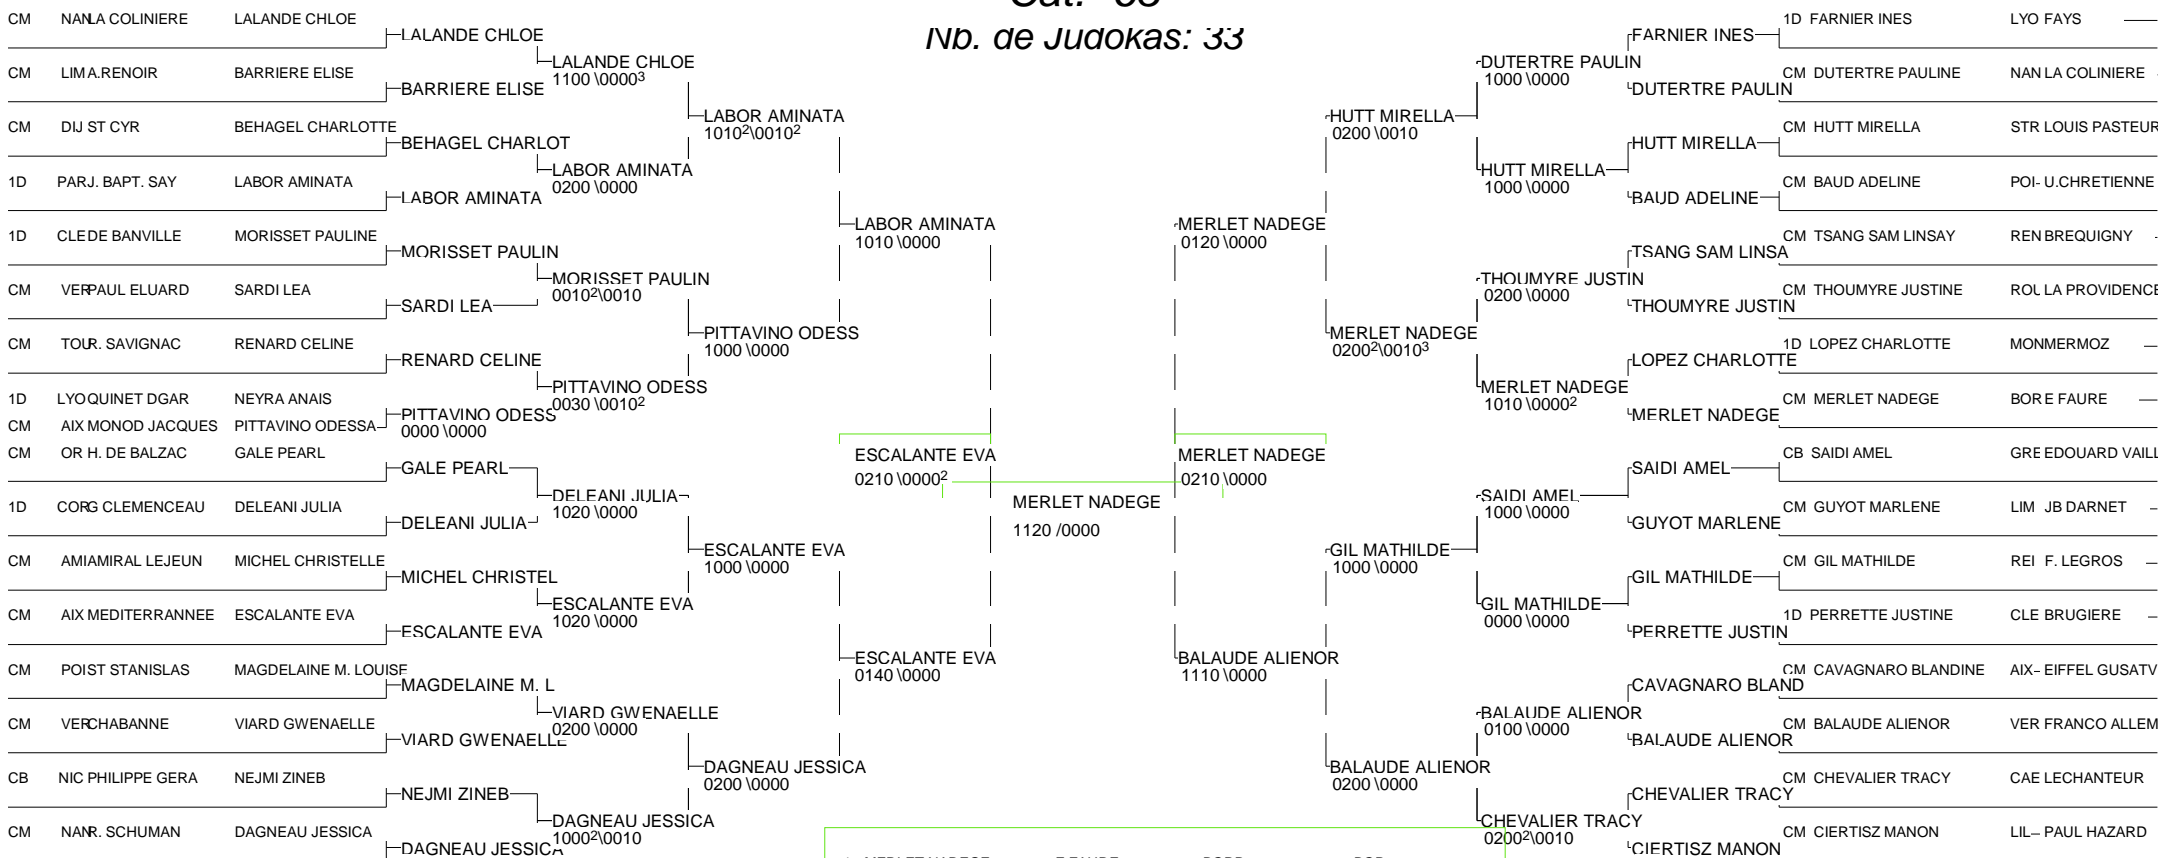 Nb. de Judokas: 33
CM NAN LA COLINIERE LALANDE CHLOE
CM LIM A.RENOIR BARRIERE ELISE
CM DIJ ST CYR BEHAGEL CHARLOTTE
1D PAR J. BAPT. SAY LABOR AMINATA
1D CLE DE BANVILLE MORISSET PAULINE
CM VER PAUL ELUARD SARDI LEA
CM TOU R. SAVIGNAC RENARD CELINE
1D LYO QUINET DGAR NEYRA ANAIS
CM AIX MONOD JACQUES PITTAVINO ODESSA
CM OR H. DE BALZAC GALE PEARL
1D COR G CLEMENCEAU DELEANI JULIA
CM AMI AMIRAL LEJEUN MICHEL CHRISTELLE
CM AIX MEDITERRANNEE ESCALANTE EVA
CM POI ST STANISLAS MAGDELAINE M. LOUISE
CM VER CHABANNE VIARD GWENAELLE
CB NIC PHILIPPE GERA NEJMI ZINEB
CM NAN R. SCHUMAN DAGNEAU JESSICA
LALANDE CHLOE
BARRIERE ELISE
BEHAGEL CHARLOT
LABOR AMINATA
MORISSET PAULIN
SARDI LEA
RENARD CELINE
PITTAVINO ODESS
0000 \0000
GALE PEARL
DELEANI JULIA
MICHEL CHRISTEL
ESCALANTE EVA
MAGDELAINE M. L
VIARD GWENAELLE
NEJMI ZINEB
DAGNEAU JESSICA
LALANDE CHLOE
1100 \0000³
LABOR AMINATA
0200 \0000
MORISSET PAULIN
0010²\0010
PITTAVINO ODESS
0030 \0010²
DELEANI JULIA
1020 \0000
ESCALANTE EVA
1020 \0000
VIARD GWENAELLE
0200 \0000
DAGNEAU JESSICA
1000²\0010
LABOR AMINATA
1010²\0010²
PITTAVINO ODESS
1000 \0000
ESCALANTE EVA
1000 \0000
DAGNEAU JESSICA
0200 \0000
LABOR AMINATA
1010 \0000
ESCALANTE EVA
0140 \0000
ESCALANTE EVA
0210 \0000²
MERLET NADEGE
1120 /0000
MERLET NADEGE
0210 \0000
MERLET NADEGE
0120 \0000
BALAUDE ALIENOR
1110 \0000
HUTT MIRELLA
0200 \0010
MERLET NADEGE
0200²\0010³
GIL MATHILDE
1000 \0000
BALAUDE ALIENOR
0200 \0000
DUTERTRE PAULIN
1000 \0000
HUTT MIRELLA
1000 \0000
THOUMYRE JUSTIN
0200 \0000
MERLET NADEGE
1010 \0000²
SAIDI AMEL
1000 \0000
GIL MATHILDE
0000 \0000
BALAUDE ALIENOR
0100 \0000
CHEVALIER TRACY
0200²\0010
FARNIER INES
DUTERTRE PAULIN
HUTT MIRELLA
BAUD ADELINE
TSANG SAM LINSA
THOUMYRE JUSTIN
LOPEZ CHARLOTTE
MERLET NADEGE
SAIDI AMEL
GUYOT MARLENE
GIL MATHILDE
PERRETTE JUSTIN
CAVAGNARO BLAND
BALAUDE ALIENOR
CHEVALIER TRACY
CIERTISZ MANON
1D FARNIER INES LYO FAYS
CM DUTERTRE PAULINE NAN LA COLINIERE
CM HUTT MIRELLA STR LOUIS PASTEUR
CM BAUD ADELINE POI- U.CHRETIENNE
CM TSANG SAM LINSAY REN BREQUIGNY
CM THOUMYRE JUSTINE ROU LA PROVIDENCE
1D LOPEZ CHARLOTTE MON MERMOZ
CM MERLET NADEGE BOR E FAURE
CB SAIDI AMEL GRE EDOUARD VAILL
CM GUYOT MARLENE LIM JB DARNET
CM GIL MATHILDE REI F. LEGROS
1D PERRETTE JUSTINE CLE BRUGIERE
CM CAVAGNARO BLANDINE AIX- EIFFEL GUSATV
CM BALAUDE ALIENOR VER FRANCO ALLEM
CM CHEVALIER TRACY CAE LECHANTEUR
CM CIERTISZ MANON LIL- PAUL HAZARD